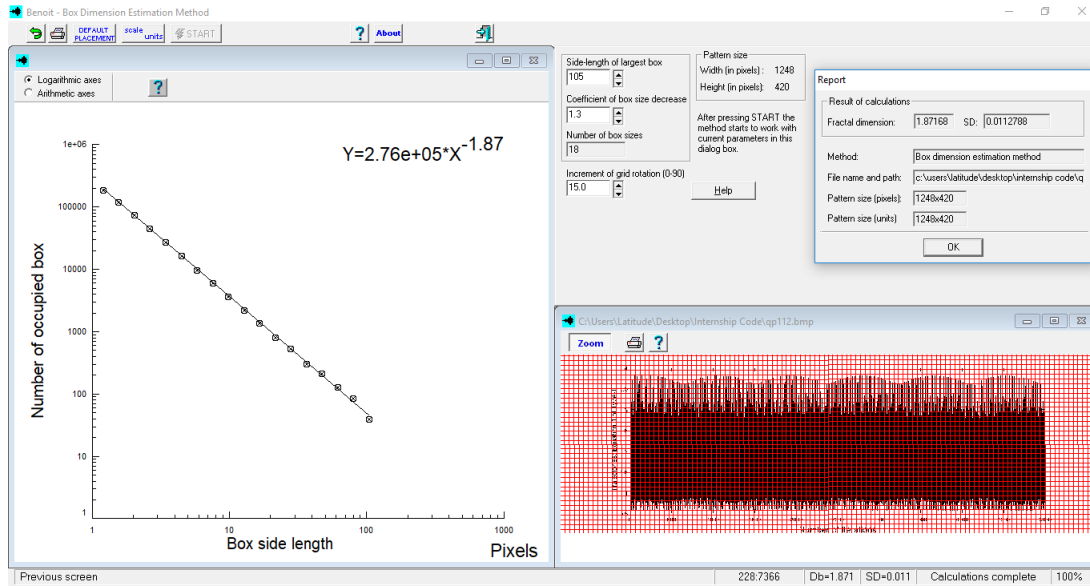 Benoit - Box Dimension Estimation Method
DEFAULT
PLACEMENT
scale
units
START
?
About
Logarithmic axes
Arithmetic axes
?
Y=2.76e+05*X-1.87
1e+06
100000
10000
1000
100
10
1
1
10
100
1000
Number of occupied box
Box side length
Pixels
Side-length of largest box
105
Coefficient of box size decrease
1.3
Number of box sizes
18
Increment of grid rotation (0-90)
15.0
Pattern size
Width (in pixels): 1248
Height (in pixels): 420
After pressing START the
method starts to work with
current parameters in this
dialog box.
Help
Report
Result of calculations
Fractal dimension: 1.87168 SD: 0.0112788
Method: Box dimension estimation method
File name and path: c:\users\latitude\desktop\internship code\q
Pattern size (pixels): 1248x420
Pattern size (units) 1248x420
OK
C:\Users\Latitude\Desktop\Internship Code\qp112.bmp
Zoom
?
Number of iterations
Previous screen
228:7366
Db=1.871
SD=0.011
Calculations complete
100%